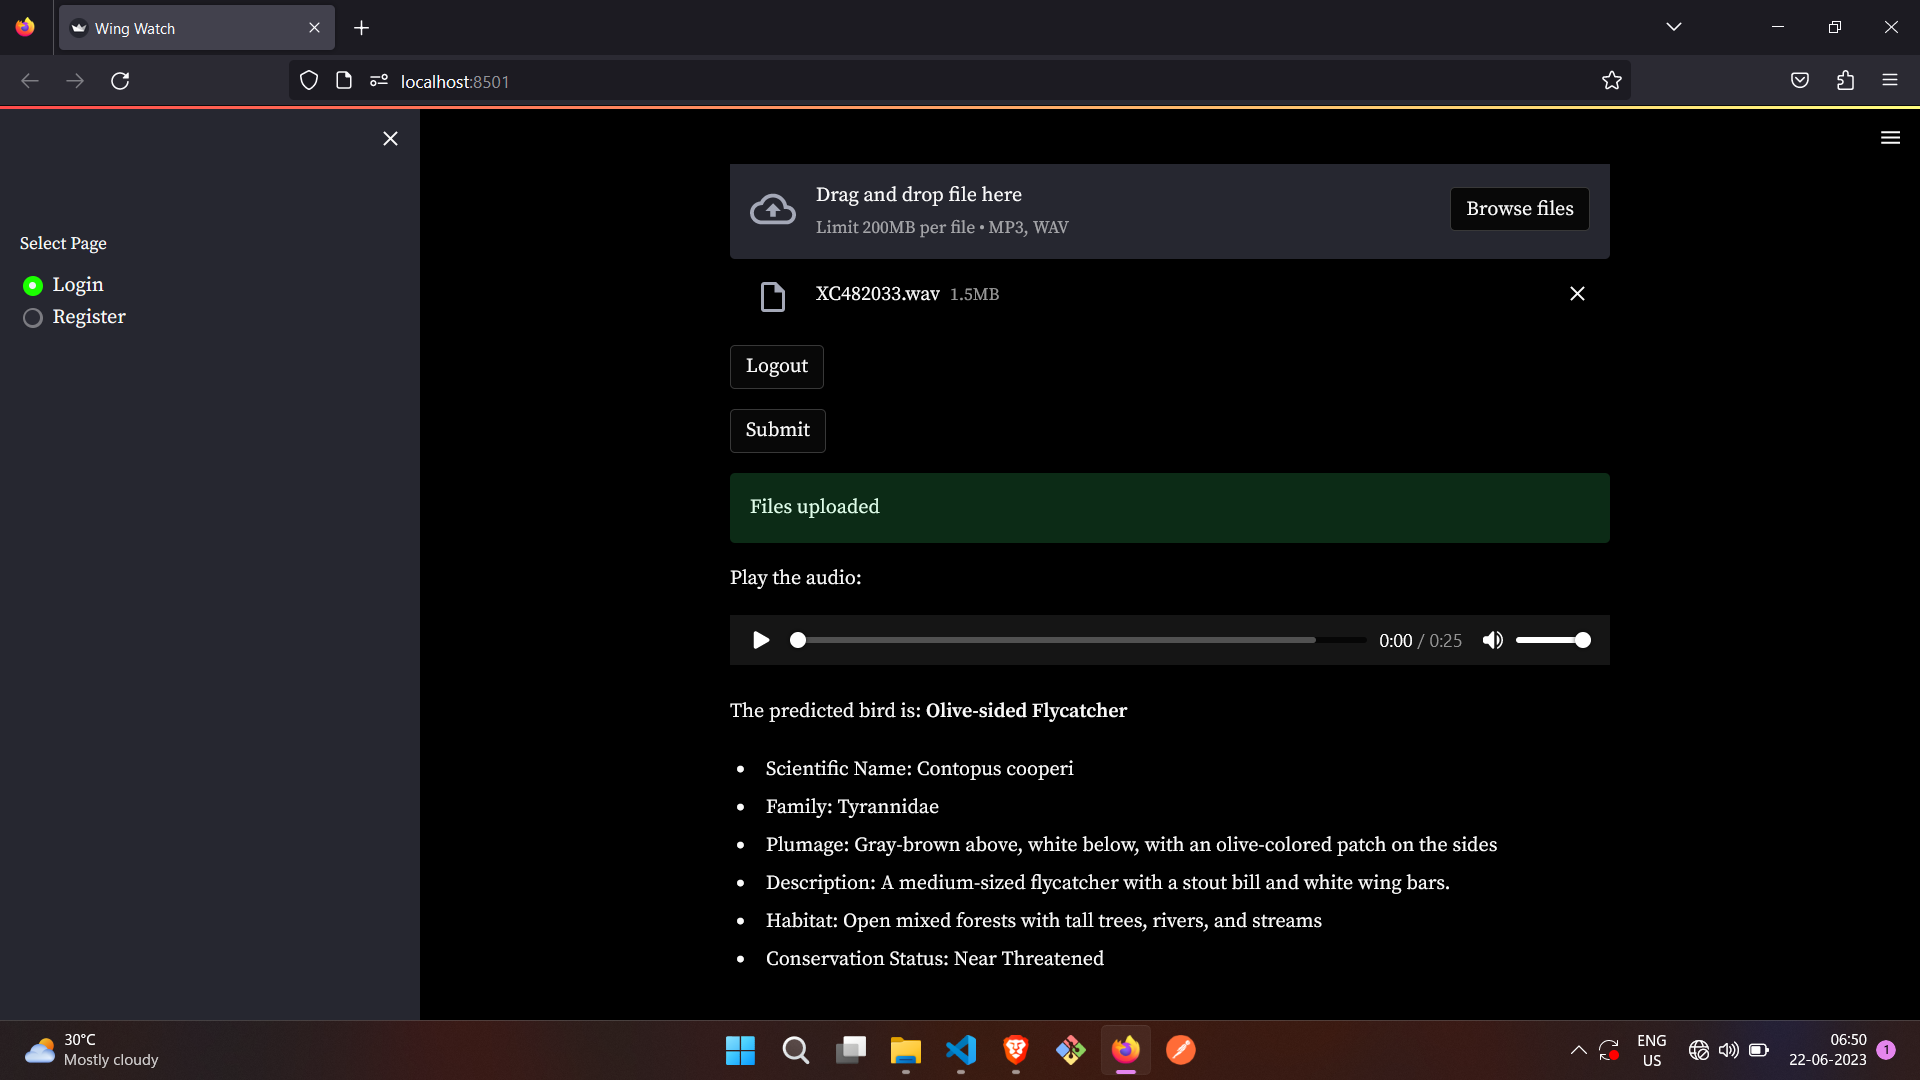 Wing Watch
localhost:8501
Select Page
Login
Register
Drag and drop file here
Limit 200MB per file • MP3, WAV
Browse files
XC482033.wav 1.5MB
Logout
Submit
Files uploaded
Play the audio:
0:00 / 0:25
The predicted bird is: Olive-sided Flycatcher
• Scientific Name: Contopus cooperi
• Family: Tyrannidae
• Plumage: Gray-brown above, white below, with an olive-colored patch on the sides
• Description: A medium-sized flycatcher with a stout bill and white wing bars.
• Habitat: Open mixed forests with tall trees, rivers, and streams
• Conservation Status: Near Threatened
30°C
Mostly cloudy
ENG
US
06:50
22-06-2023
1